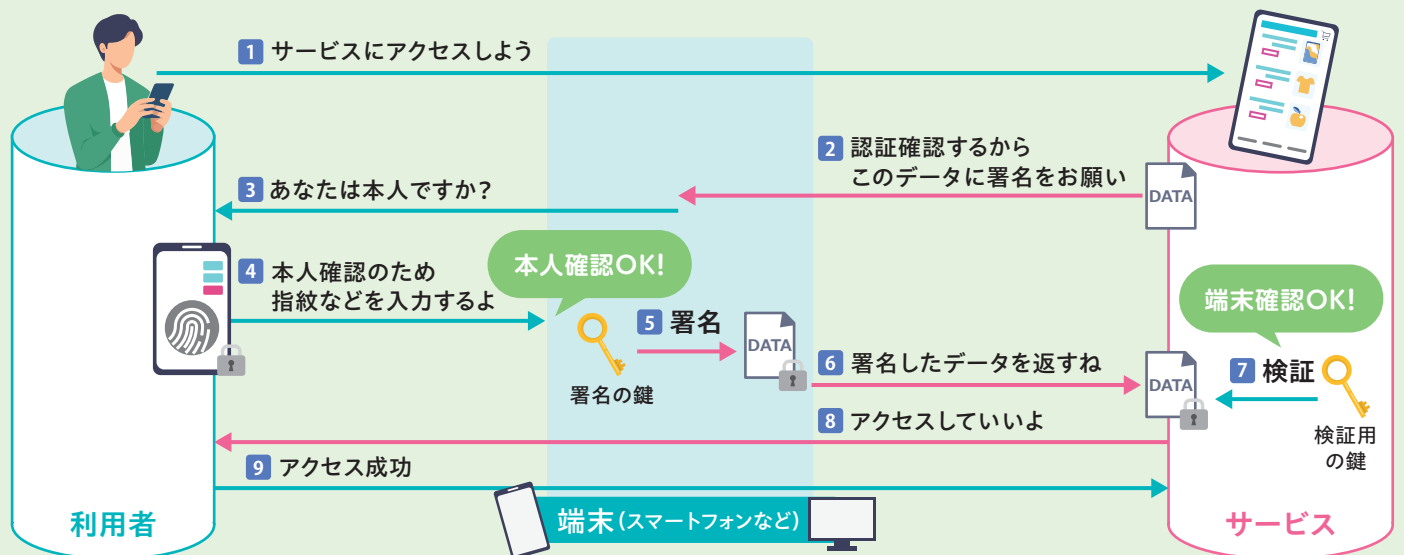 1 サービスにアクセスしよう
2 認証確認するから
このデータに署名をお願い
DATA
3 あなたは本人ですか?
4 本人確認のため
指紋などを入力するよ
本人確認OK!
署名の鍵
5 署名
DATA
6 署名したデータを返すね
DATA
端末確認OK!
7 検証
検証用
の鍵
8 アクセスしていいよ
9 アクセス成功
利用者
端末(スマートフォンなど)
サービス